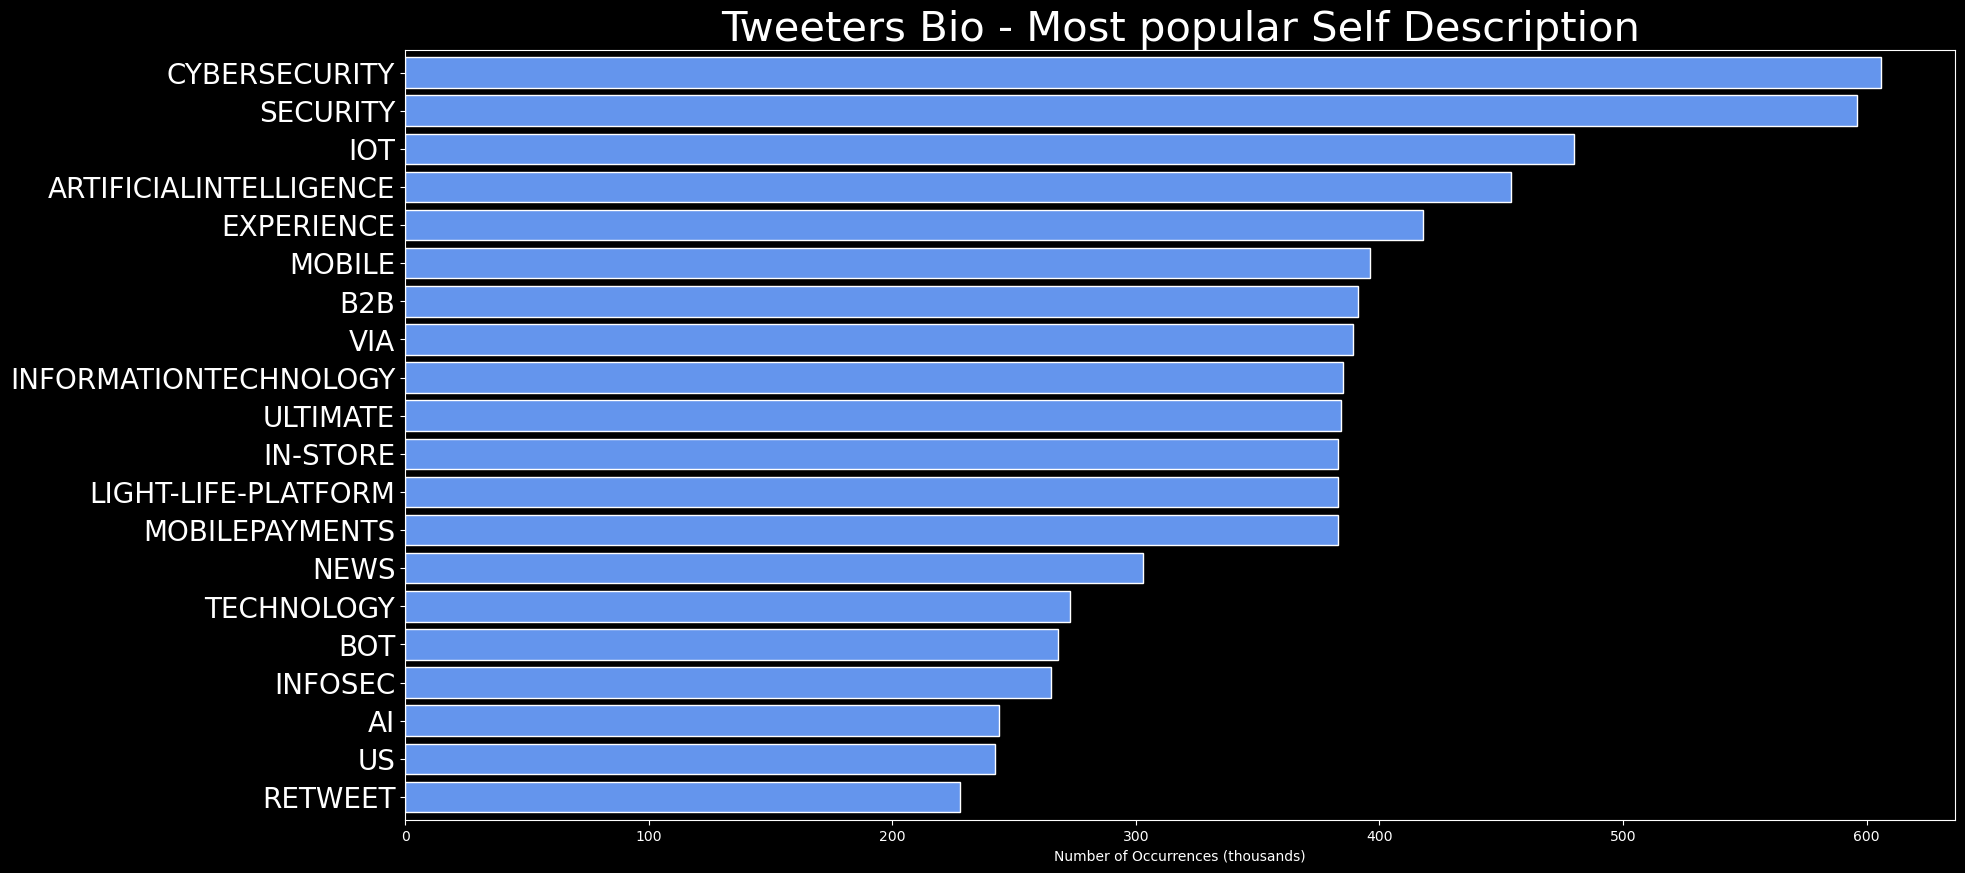 Tweeters Bio - Most popular Self Description
CYBERSECURITY
SECURITY
IOT
ARTIFICIALINTELLIGENCE
EXPERIENCE
MOBILE
B2B
VIA
INFORMATIONTECHNOLOGY
ULTIMATE
IN-STORE
LIGHT-LIFE-PLATFORM
MOBILEPAYMENTS
NEWS
TECHNOLOGY
BOT
INFOSEC
AI
US
RETWEET
0 100 200 300 400 500 600
Number of Occurrences (thousands)